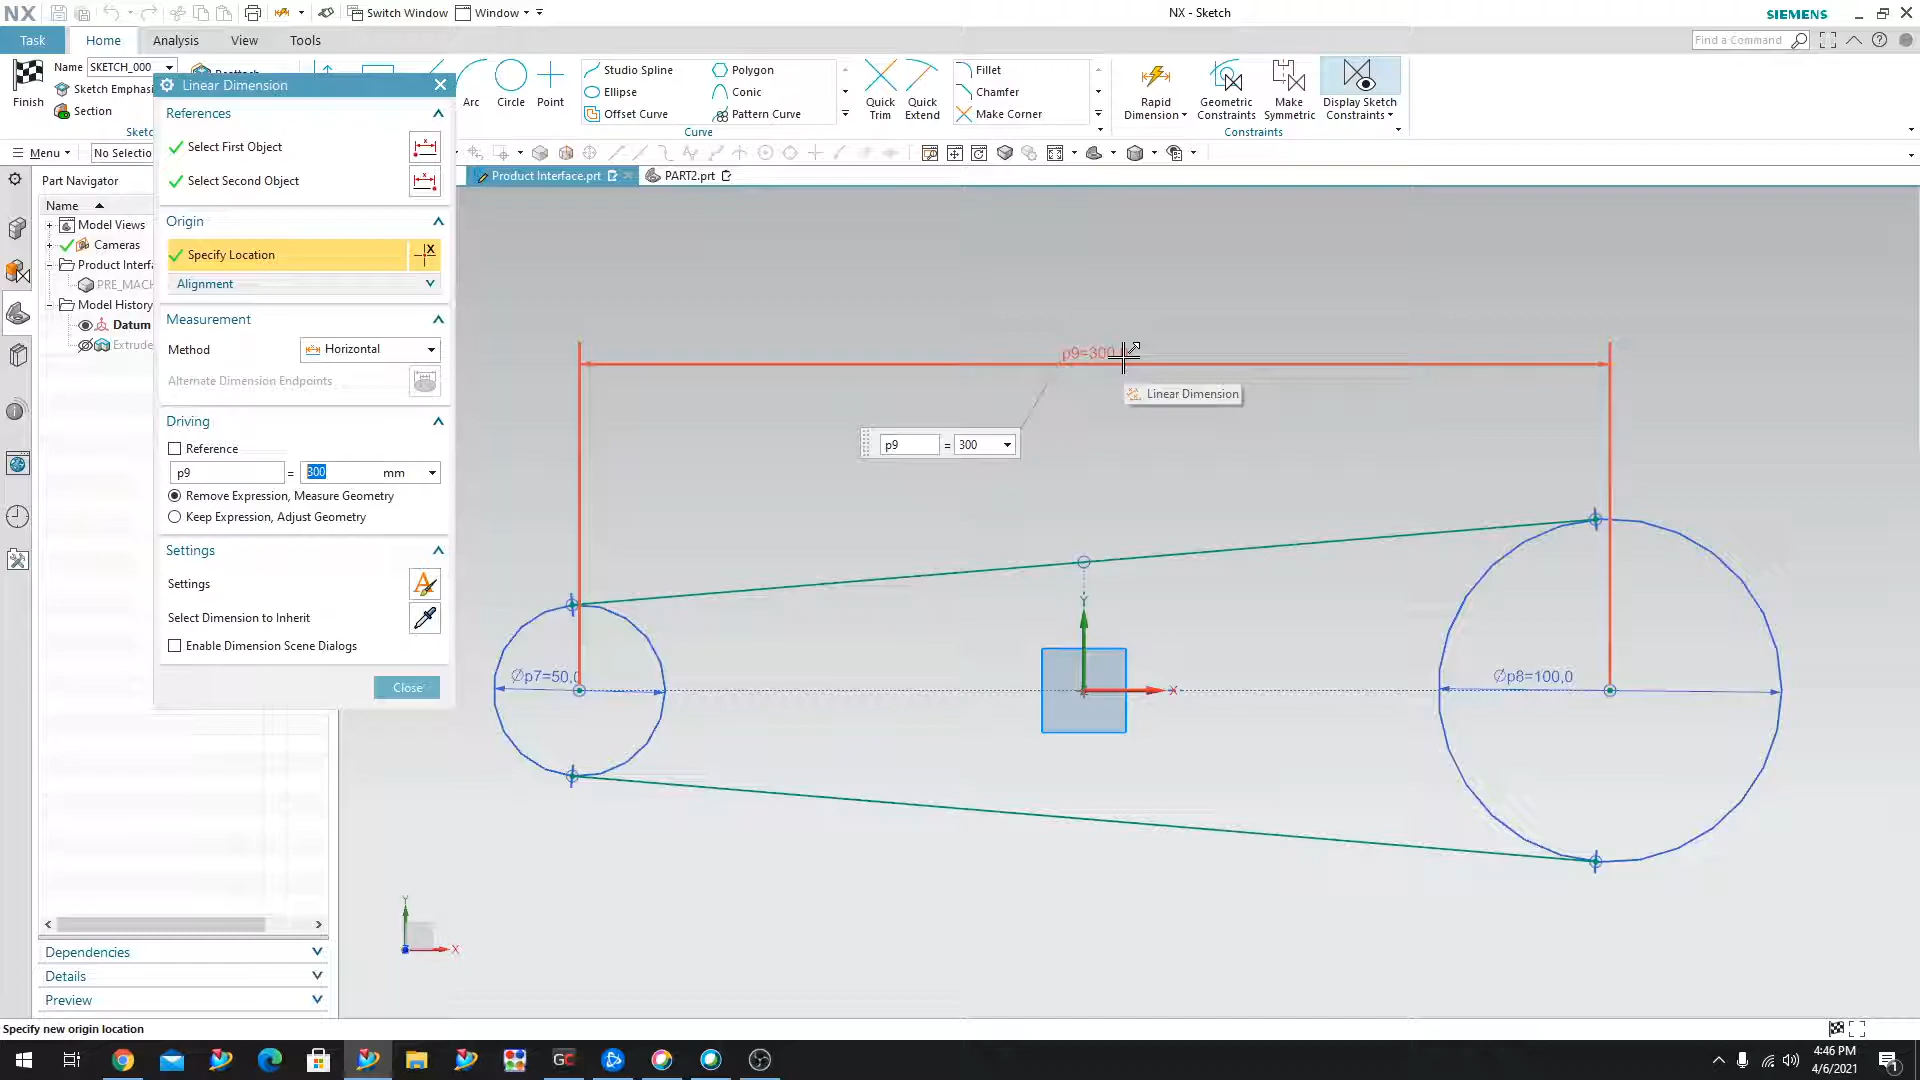 NX
Switch Window
Window
NX - Sketch
SIEMENS
Task
Home
Analysis
View
Tools
Find a Command
Name
SKETCH_000
Sketch Emphasi
Section
Finish
Arc
Circle
Point
Studio Spline
Ellipse
Offset Curve
Polygon
Conic
Pattern Curve
Quick
Trim
Quick
Extend
Fillet
Chamfer
Make Corner
Rapid
Dimension
Geometric
Constraints
Make
Symmetric
Display Sketch
Constraints
Curve
Constraints
Menu
No Selectio
Product Interface.prt
PART2.prt
Part Navigator
Name
Model Views
Cameras
Product Interfa
PRE_MACH
Model History
Datum
Extrude
Dependencies
Details
Preview
Linear Dimension
References
Select First Object
Select Second Object
Origin
Specify Location
X
Alignment
Measurement
Method
Horizontal
Alternate Dimension Endpoints
Driving
Reference
p9
=
300
mm
Remove Expression, Measure Geometry
Keep Expression, Adjust Geometry
Settings
Settings
Select Dimension to Inherit
Enable Dimension Scene Dialogs
Close
p9=300
Linear Dimension
p9
=
300
Y
X
Øp7=50,0
Øp8=100,0
Y
X
Specify new origin location
GC
4:46 PM
4/6/2021
1